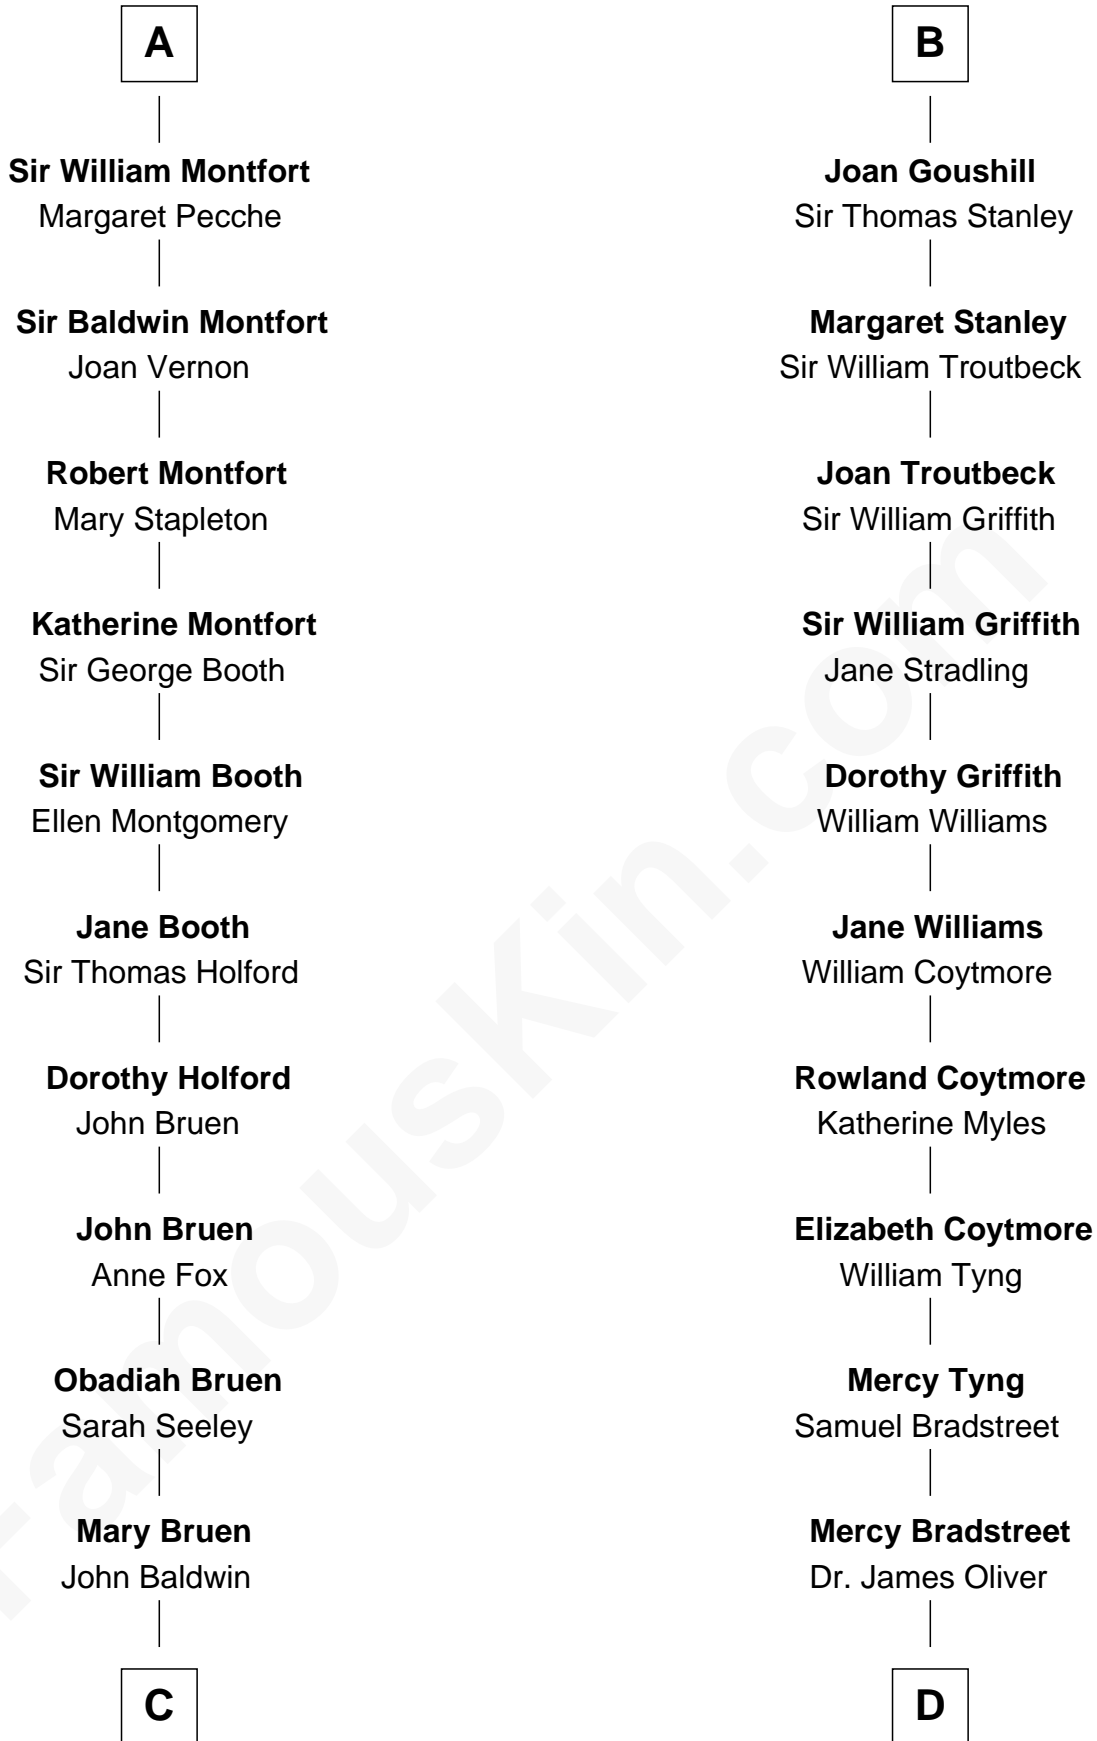 A
Sir William Montfort
Margaret Pecche
Sir Baldwin Montfort
Joan Vernon
Robert Montfort
Mary Stapleton
Katherine Montfort
Sir George Booth
Sir William Booth
Ellen Montgomery
Jane Booth
Sir Thomas Holford
Dorothy Holford
John Bruen
John Bruen
Anne Fox
Obadiah Bruen
Sarah Seeley
Mary Bruen
John Baldwin
C
B
Joan Goushill
Sir Thomas Stanley
Margaret Stanley
Sir William Troutbeck
Joan Troutbeck
Sir William Griffith
Sir William Griffith
Jane Stradling
Dorothy Griffith
William Williams
Jane Williams
William Coytmore
Rowland Coytmore
Katherine Myles
Elizabeth Coytmore
William Tyng
Mercy Tyng
Samuel Bradstreet
Mercy Bradstreet
Dr. James Oliver
D
FamousKin.com